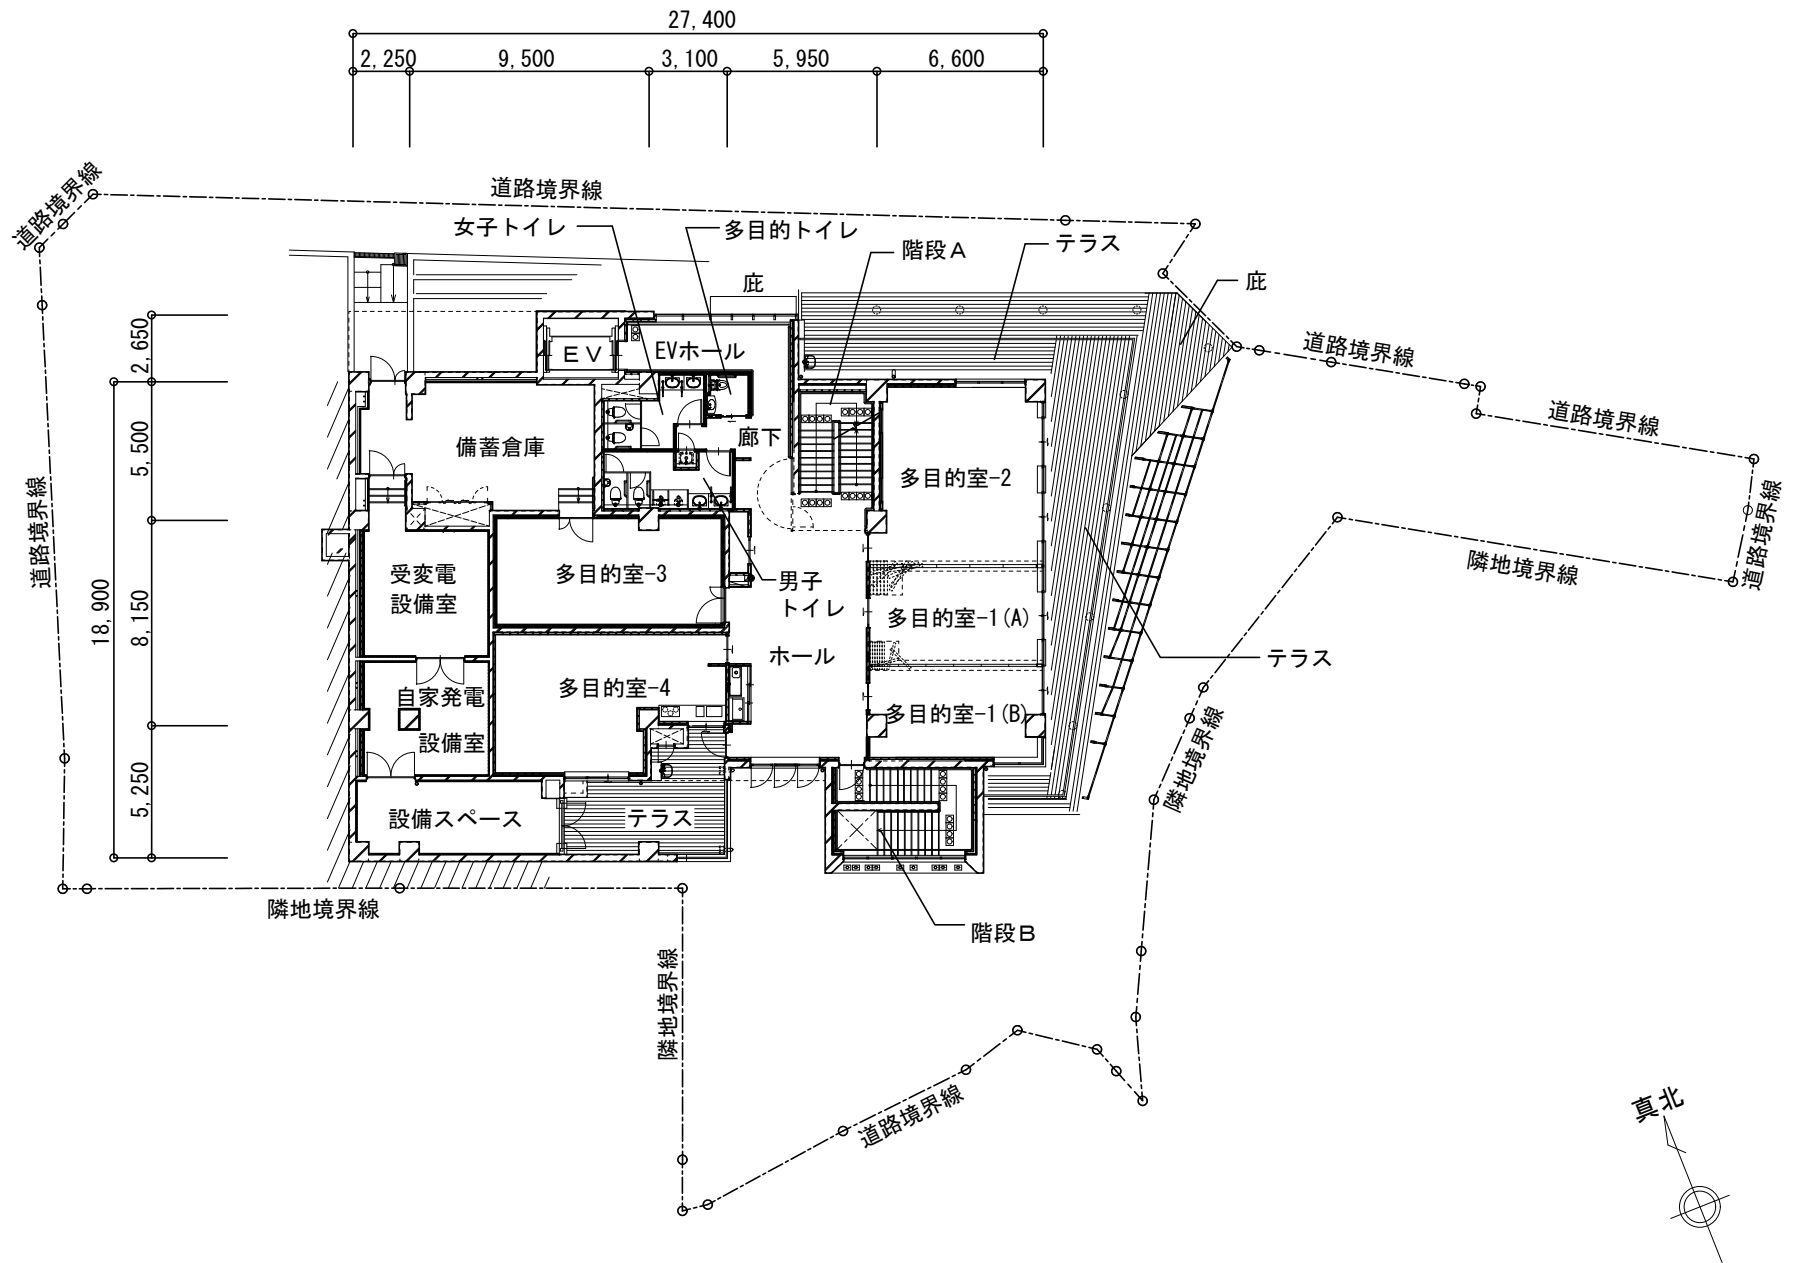 27,400
2,250
9,500
3,100
5,950
6,600
道路境界線
道路境界線
女子トイレ
多目的トイレ
階段A
テラス
庇
庇
2,650
EV
EVホール
道路境界線
道路境界線
5,500
備蓄倉庫
廊下
多目的室-2
道路境界線
道路境界線
隣地境界線
18,900
8,150
受変電
設備室
多目的室-3
男子
トイレ
多目的室-1(A)
ホール
テラス
自家発電
設備室
多目的室-4
多目的室-1(B)
隣地境界線
5,250
設備スペース
テラス
隣地境界線
階段B
隣地境界線
道路境界線
真北